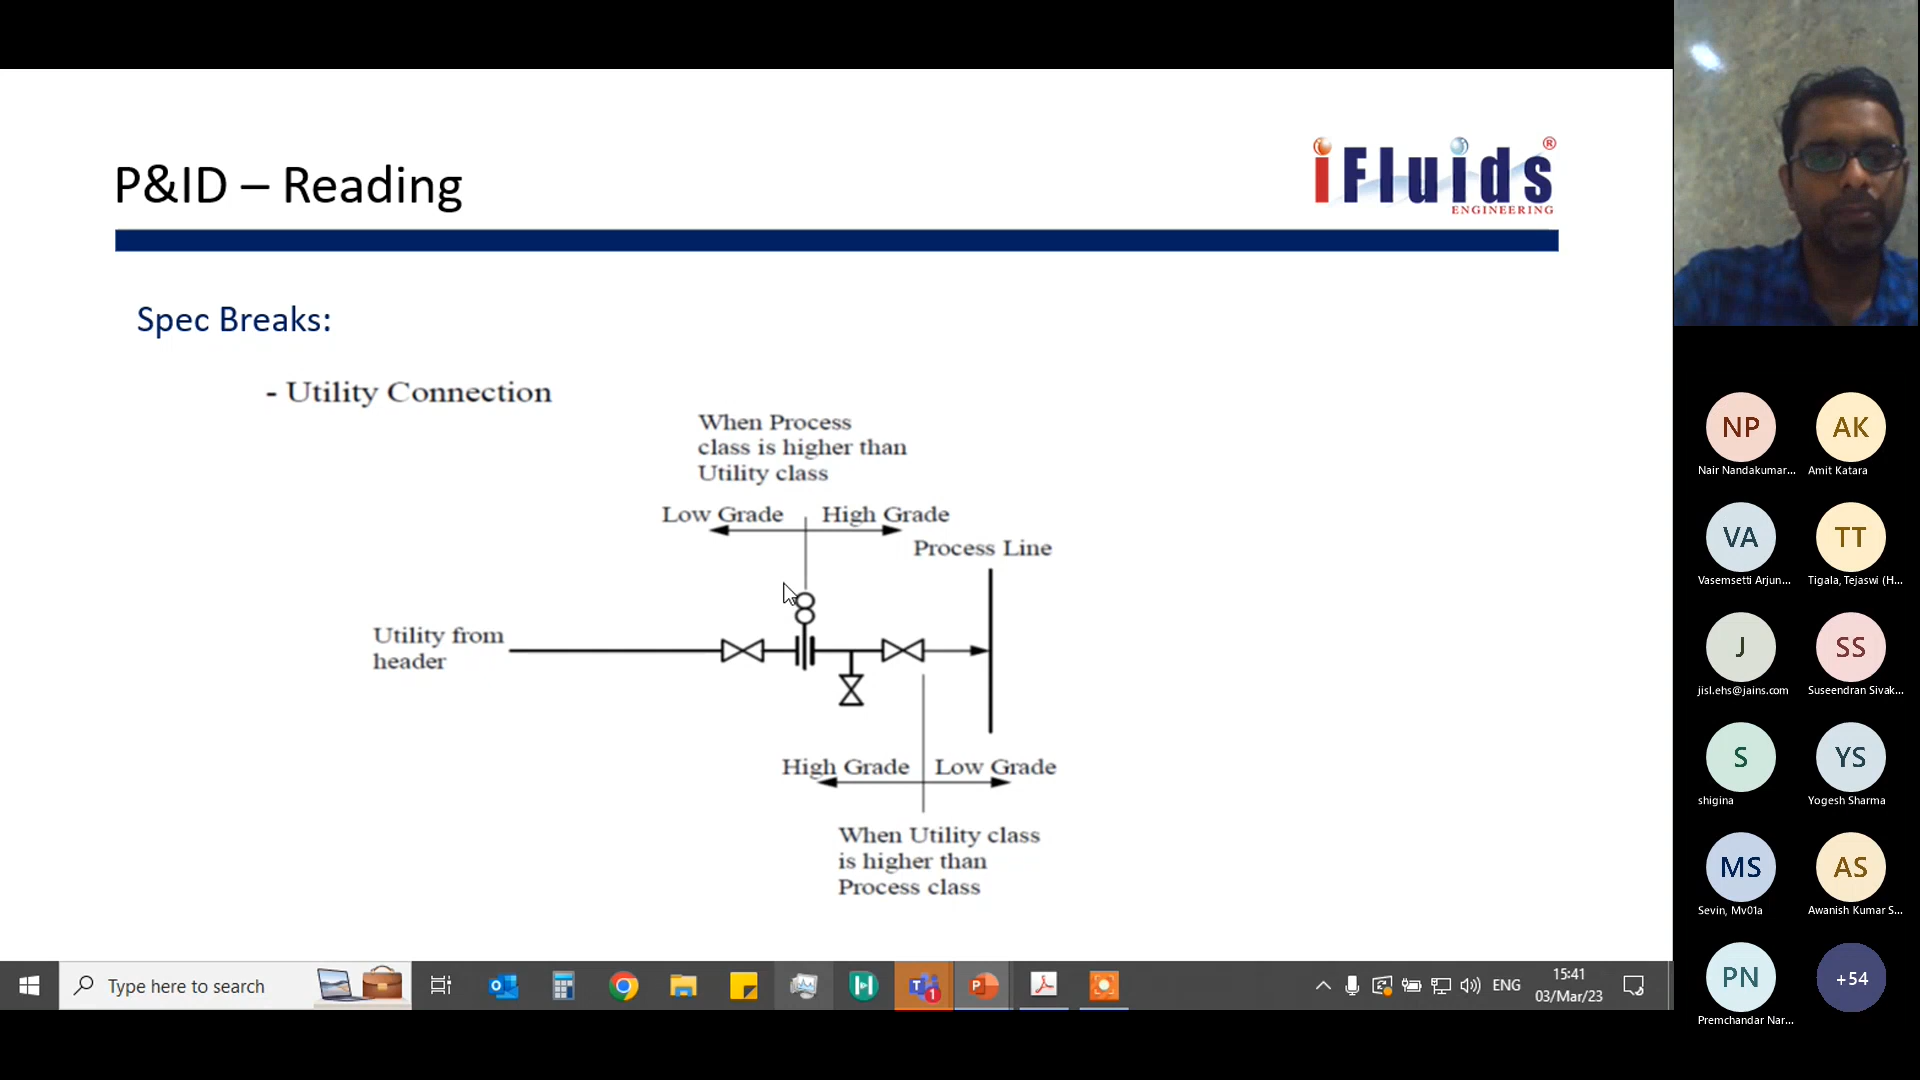 P&ID – Reading
iFluids®
ENGINEERING
Spec Breaks:
- Utility Connection
When Process
class is higher than
Utility class
Low Grade
High Grade
Process Line
Utility from
header
High Grade
Low Grade
When Utility class
is higher than
Process class
NP
AK
Nair Nandakumar...
Amit Katara
VA
TT
Vasemsetti Arjun...
Tigala, Tejaswi (H...
J
SS
jisl.ehs@jains.com
Suseendran Sivak...
S
YS
shigina
Yogesh Sharma
MS
AS
Sevin, Mv01a
Awanish Kumar S...
PN
+54
Premchandar Nar...
Type here to search
1
ENG
15:41
03/Mar/23